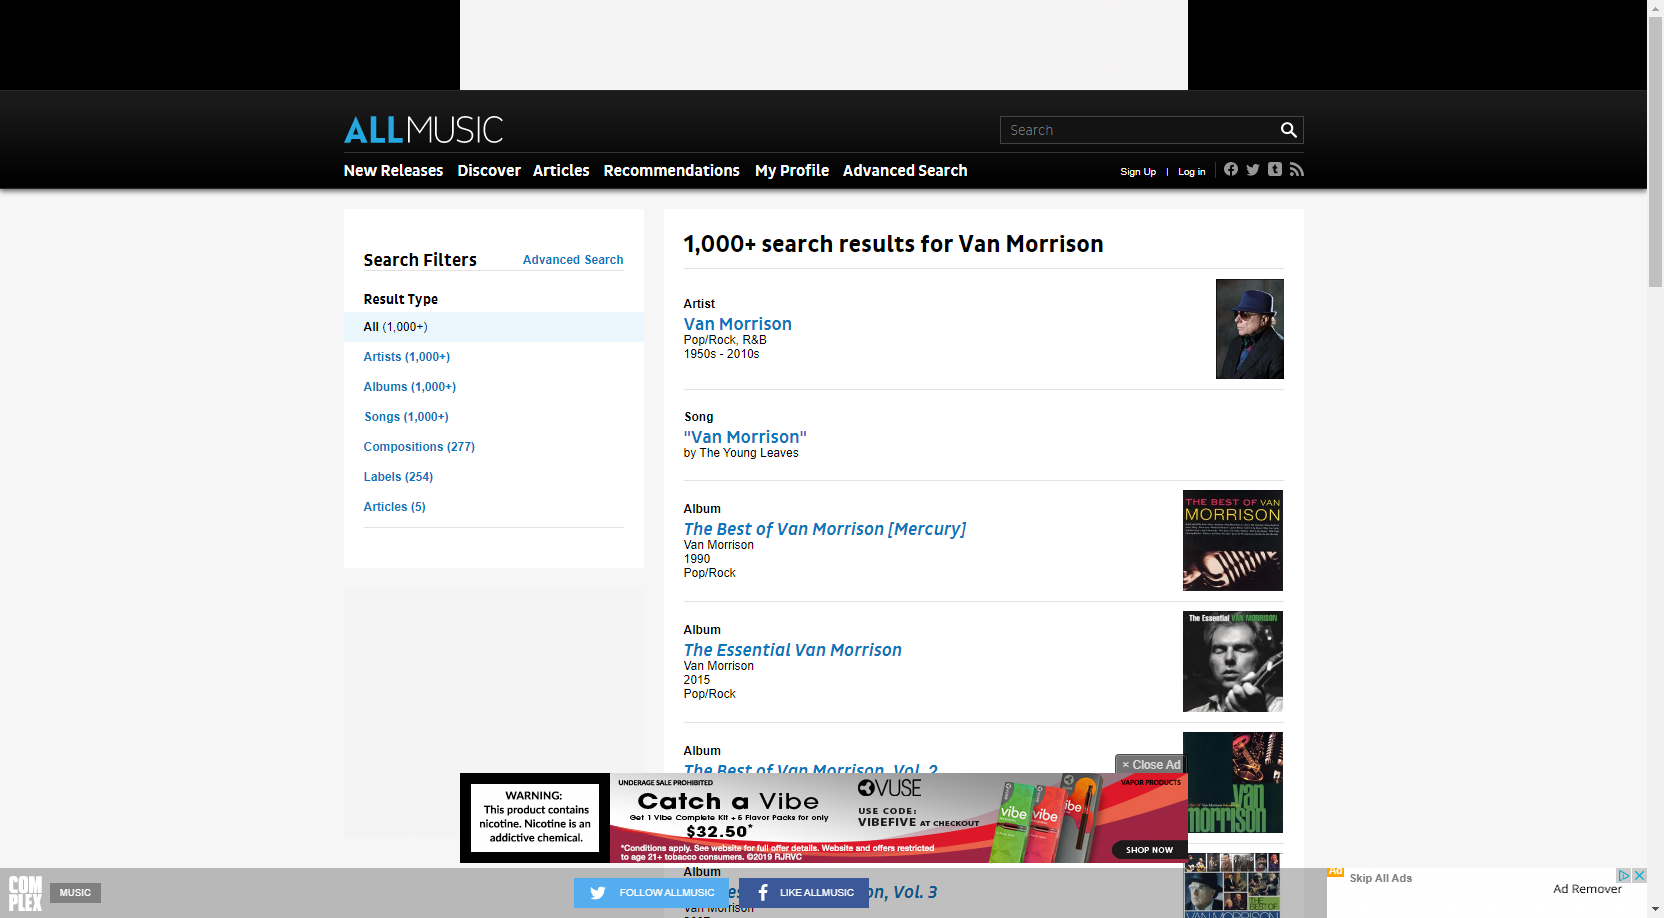 ALLMUSIC
Search
New Releases Discover Articles Recommendations My Profile Advanced Search
Sign Up | Log in
Search Filters Advanced Search
Result Type
All (1,000+)
Artists (1,000+)
Albums (1,000+)
Songs (1,000+)
Compositions (277)
Labels (254)
Articles (5)
1,000+ search results for Van Morrison
Artist
Van Morrison
Pop/Rock, R&B
1950s - 2010s
Song
"Van Morrison"
by The Young Leaves
Album
The Best of Van Morrison [Mercury]
Van Morrison
1990
Pop/Rock
THE BEST OF VAN
MORRISON
Album
The Essential Van Morrison
Van Morrison
2015
Pop/Rock
The Essential VAN MORRISON
Album
The Best of Van Morrison, Vol. 2
van
morrison
× Close Ad
WARNING:
This product contains
nicotine. Nicotine is an
addictive chemical.
UNDERAGE SALE PROHIBITED
Catch a Vibe
Get 1 Vibe Complete Kit + 5 Flavor Packs for only
$32.50*
*Conditions apply. See website for full offer details. Website and offers restricted
to age 21+ tobacco consumers. ©2019 RJRVC
VUSE
USE CODE:
VIBEFIVE AT CHECKOUT
vibe
vibe
vibe
VAPOR PRODUCTS
SHOP NOW
Album
n, Vol. 3
Van Morrison
THE BEST OF
VAN MORRISON
COMPLEX
MUSIC
FOLLOW ALLMUSIC
LIKE ALLMUSIC
Ad
Skip All Ads
Ad Remover